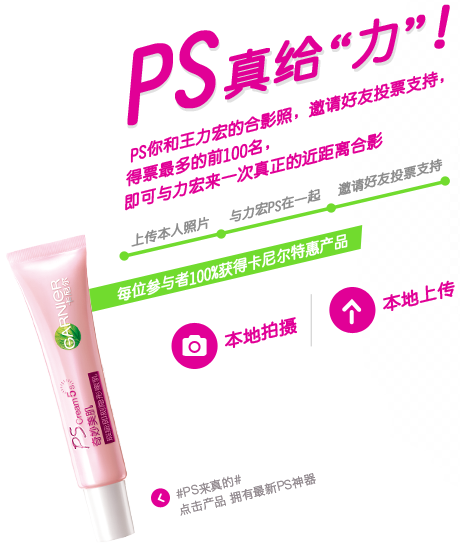 PS真给“力”！
PS你和王力宏的合影照，邀请好友投票支持，
得票最多的前100名，
即可与力宏来一次真正的近距离合影
上传本人照片 与力宏PS在一起 邀请好友投票支持
每位参与者100%获得卡尼尔特惠产品
本地拍摄 本地上传
GARNIER
卡尼尔
PS Cream 5秒
奇妙美肌
#PS来真的#
点击产品 拥有最新PS神器